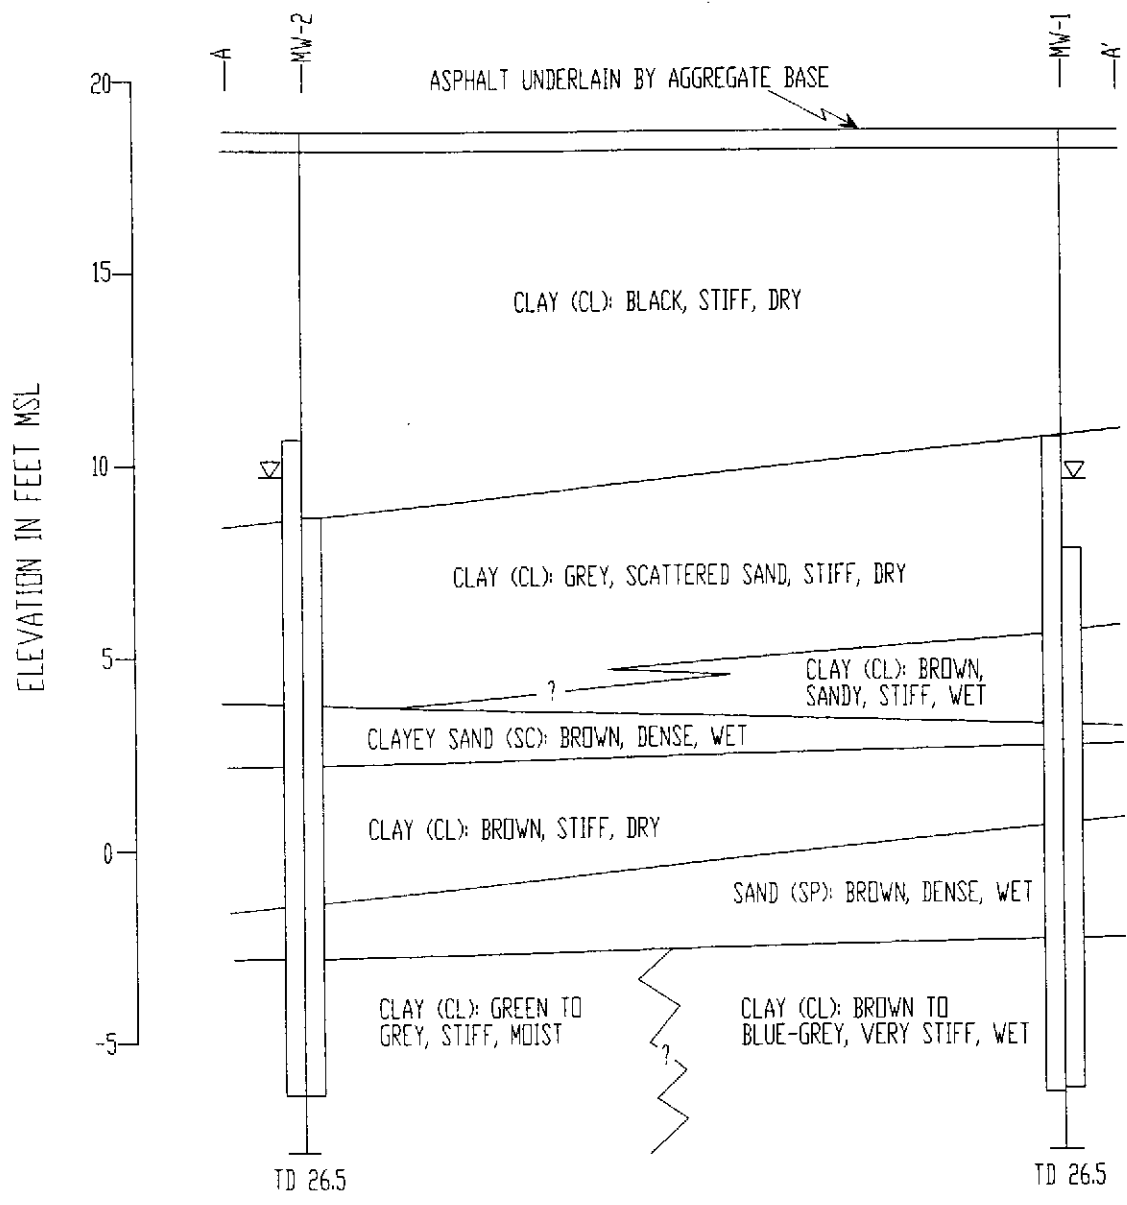 A
MW-2
MW-1
A'
ASPHALT UNDERLAIN BY AGGREGATE BASE
20
15
10
5
0
-5
ELEVATION IN FEET MSL
CLAY (CL): BLACK, STIFF, DRY
CLAY (CL): GREY, SCATTERED SAND, STIFF, DRY
CLAY (CL): BROWN,
SANDY, STIFF, WET
?
CLAYEY SAND (SC): BROWN, DENSE, WET
CLAY (CL): BROWN, STIFF, DRY
SAND (SP): BROWN, DENSE, WET
CLAY (CL): GREEN TO
GREY, STIFF, MOIST
CLAY (CL): BROWN TO
BLUE-GREY, VERY STIFF, WET
?
TD 26.5
TD 26.5